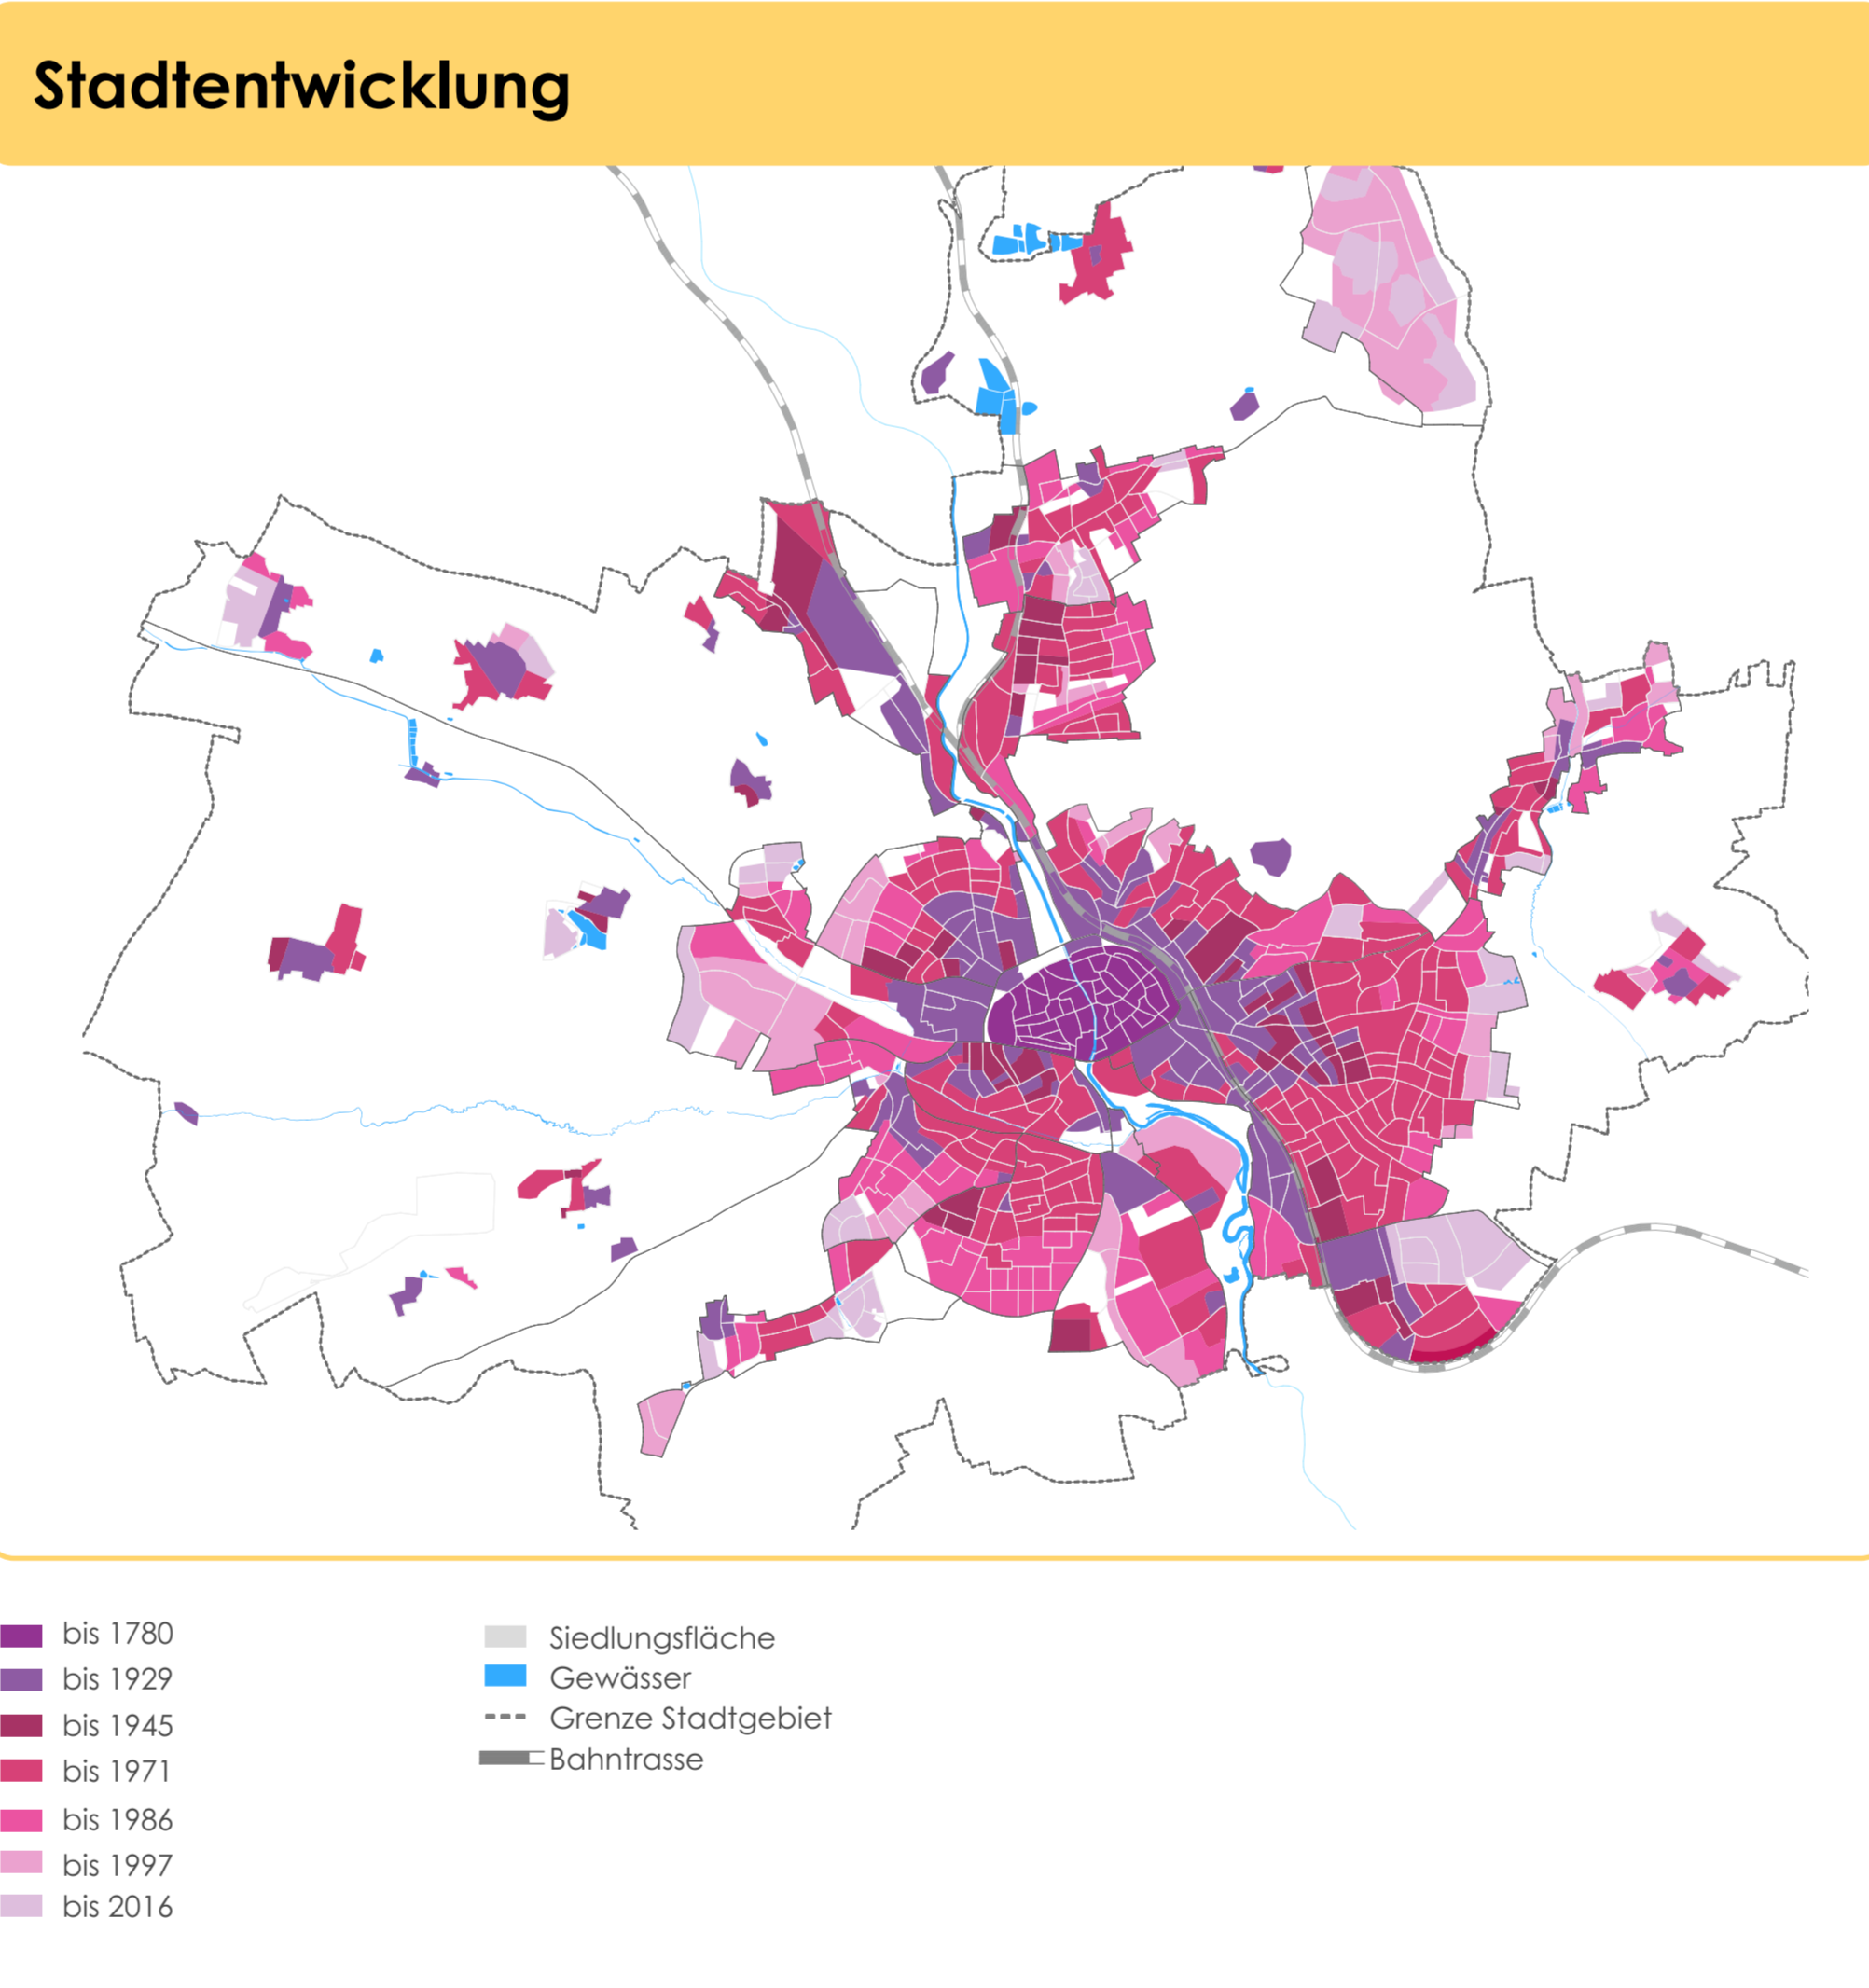 Stadtentwicklung
bis 1780
bis 1929
bis 1945
bis 1971
bis 1986
bis 1997
bis 2016
Siedlungsfläche
Gewässer
Grenze Stadtgebiet
Bahntrasse